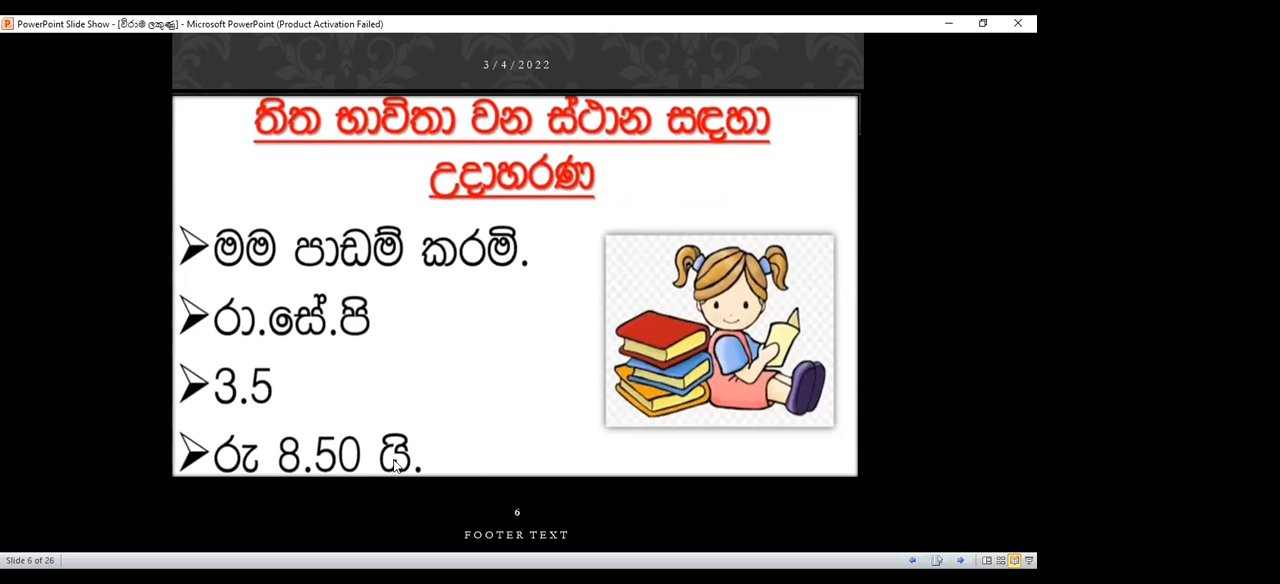 PowerPoint Slide Show - [විරාම ලකුණු] - Microsoft PowerPoint (Product Activation Failed)
3/4/2022
තිත භාවිතා වන ස්ථාන සඳහා
උදාහරණ
මම පාඩම් කරමි.
රා.සේ.පි
3.5
රු 8.50 යි.
6
FOOTER TEXT
Slide 6 of 26